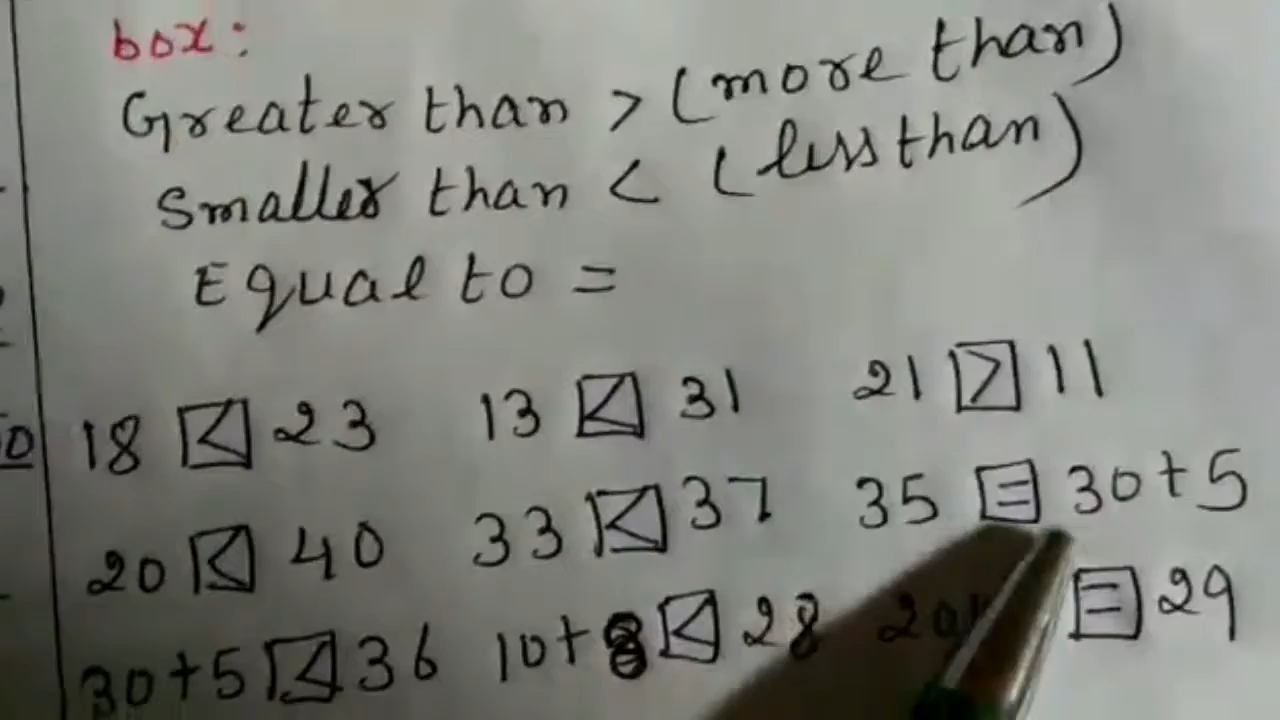 box:
Greater than > (more than)
Smaller than < (less than)
Equal to =
18 < 23 13 < 31 21 > 11
20 < 40 33 < 37 35 = 30+5
30+5 < 36 10+8 < 28 20+ = 29